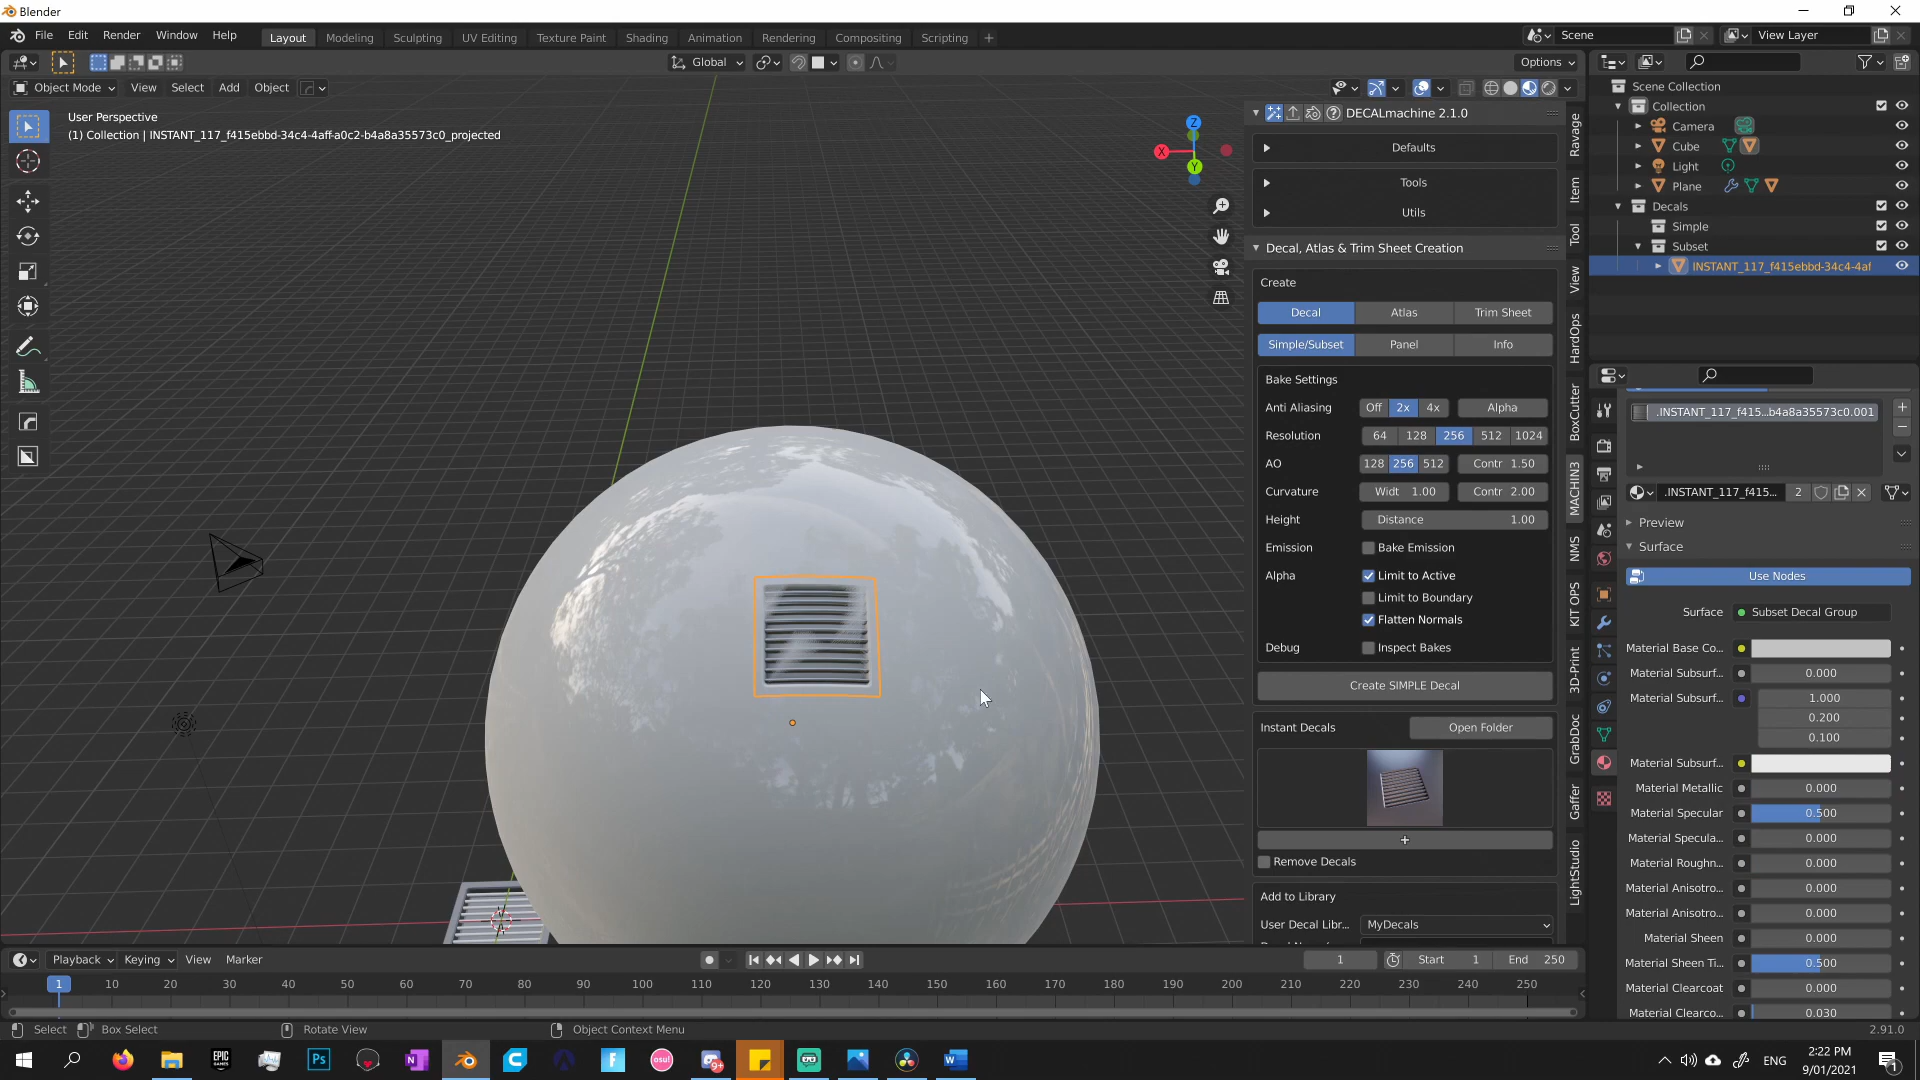 Blender
File Edit Render Window Help
Layout Modeling Sculpting UV Editing Texture Paint Shading Animation Rendering Compositing Scripting +
Scene
View Layer
Global
Options
Object Mode View Select Add Object
User Perspective
(1) Collection | INSTANT_117_f415ebbd-34c4-4aff-a0c2-b4a8a35573c0_projected
Z
X
Y
DECALmachine 2.1.0
Defaults
Tools
Utils
Decal, Atlas & Trim Sheet Creation
Create
Decal Atlas Trim Sheet
Simple/Subset Panel Info
Bake Settings
Anti Aliasing Off 2x 4x Alpha
Resolution 64 128 256 512 1024
AO 128 256 512 Contr 1.50
Curvature Widt 1.00 Contr 2.00
Height Distance 1.00
Emission Bake Emission
Alpha Limit to Active
Limit to Boundary
Flatten Normals
Debug Inspect Bakes
Create SIMPLE Decal
Instant Decals Open Folder
+
Remove Decals
Add to Library
User Decal Libr... MyDecals
Ravage
Item
Tool
View
HardOps
BoxCutter
MACHIN3
NMS
KIT OPS
3D-Print
GrabDoc
Gaffer
LightStudio
Scene Collection
Collection
Camera
Cube
Light
Plane
Decals
Simple
Subset
INSTANT_117_f415ebbd-34c4-4af
.INSTANT_117_f415...b4a8a35573c0.001
.INSTANT_117_f415... 2
Preview
Surface
Use Nodes
Surface Subset Decal Group
Material Base Co...
Material Subsurf... 0.000
Material Subsurf... 1.000
0.200
0.100
Material Subsurf...
Material Metallic 0.000
Material Specular 0.500
Material Specula... 0.000
Material Roughn... 0.000
Material Anisotro... 0.000
Material Anisotro... 0.000
Material Sheen 0.000
Material Sheen Ti... 0.500
Material Clearcoat 0.000
Material Clearco... 0.030
Playback Keying View Marker
1 Start 1 End 250
1 10 20 30 40 50 60 70 80 90 100 110 120 130 140 150 160 170 180 190 200 210 220 230 240 250
Select Box Select Rotate View Object Context Menu
2.91.0
EPIC GAMES
Ps
N
osu!
9+
W
ENG
2:22 PM
9/01/2021
1